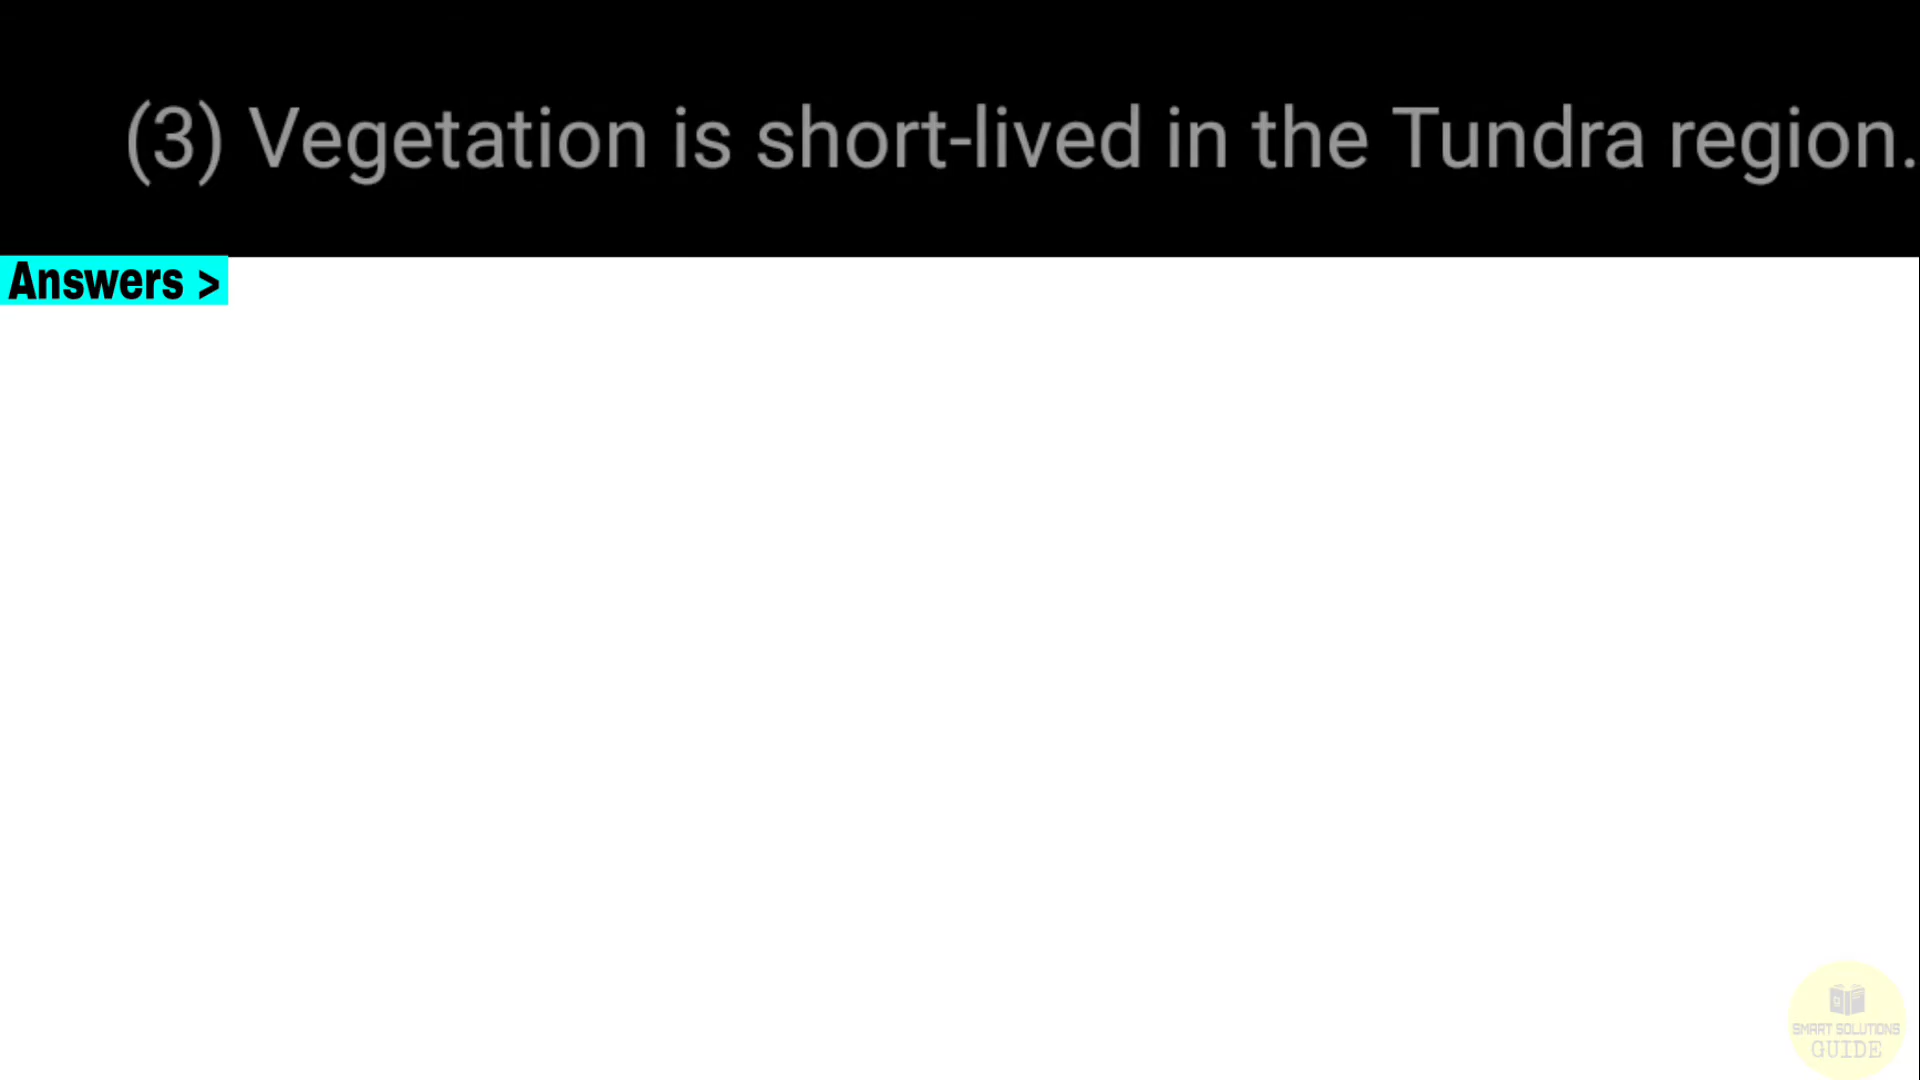 (3) Vegetation is short-lived in the Tundra region.
Answers >
SMART SOLUTIONS
GUIDE